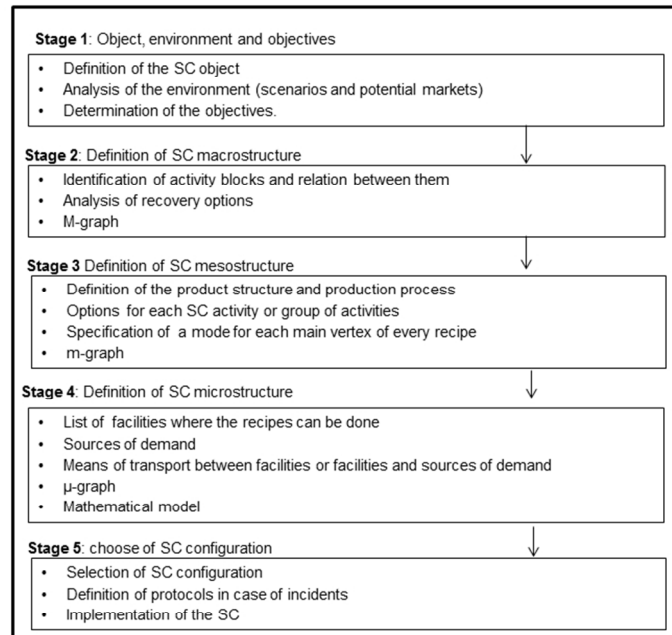 Stage 1: Object, environment and objectives
• Definition of the SC object
• Analysis of the environment (scenarios and potential markets)
• Determination of the objectives.
Stage 2: Definition of SC macrostructure
• Identification of activity blocks and relation between them
• Analysis of recovery options
• M-graph
Stage 3 Definition of SC mesostructure
• Definition of the product structure and production process
• Options for each SC activity or group of activities
• Specification of a mode for each main vertex of every recipe
• m-graph
Stage 4: Definition of SC microstructure
• List of facilities where the recipes can be done
• Sources of demand
• Means of transport between facilities or facilities and sources of demand
• µ-graph
• Mathematical model
Stage 5: choose of SC configuration
• Selection of SC configuration
• Definition of protocols in case of incidents
• Implementation of the SC